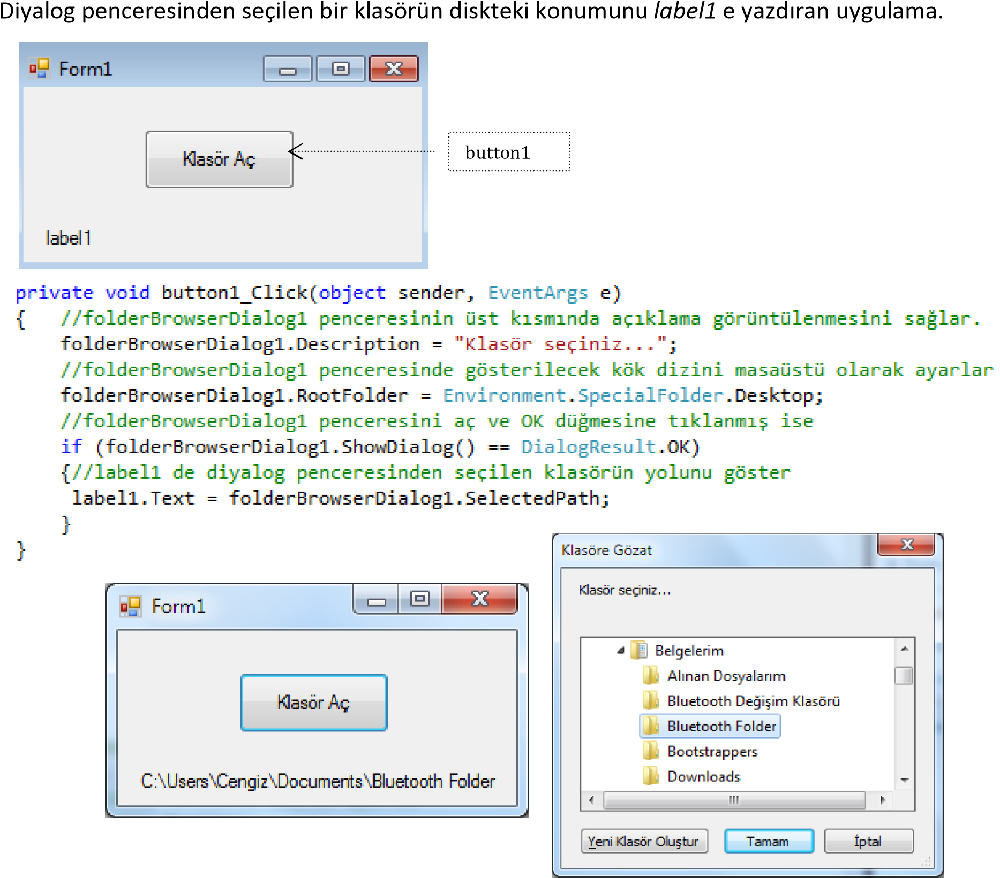 Diyalog penceresinden seçilen bir klasörün diskteki konumunu label1 e yazdıran uygulama.
Form1
Klasör Aç
button1
label1
private void button1_Click(object sender, EventArgs e)
{   //folderBrowserDialog1 penceresinin üst kısmında açıklama görüntülenmesini sağlar.
    folderBrowserDialog1.Description = "Klasör seçiniz...";
    //folderBrowserDialog1 penceresinde gösterilecek kök dizini masaüstü olarak ayarlar
    folderBrowserDialog1.RootFolder = Environment.SpecialFolder.Desktop;
    //folderBrowserDialog1 penceresini aç ve OK düğmesine tıklanmış ise
    if (folderBrowserDialog1.ShowDialog() == DialogResult.OK)
    {//label1 de diyalog penceresinden seçilen klasörün yolunu göster
     label1.Text = folderBrowserDialog1.SelectedPath;
    }
}
Form1
Klasör Aç
C:\Users\Cengiz\Documents\Bluetooth Folder
Klasöre Gözat
Klasör seçiniz...
Belgelerim
Alınan Dosyalarım
Bluetooth Değişim Klasörü
Bluetooth Folder
Bootstrappers
Downloads
Yeni Klasör Oluştur
Tamam
İptal